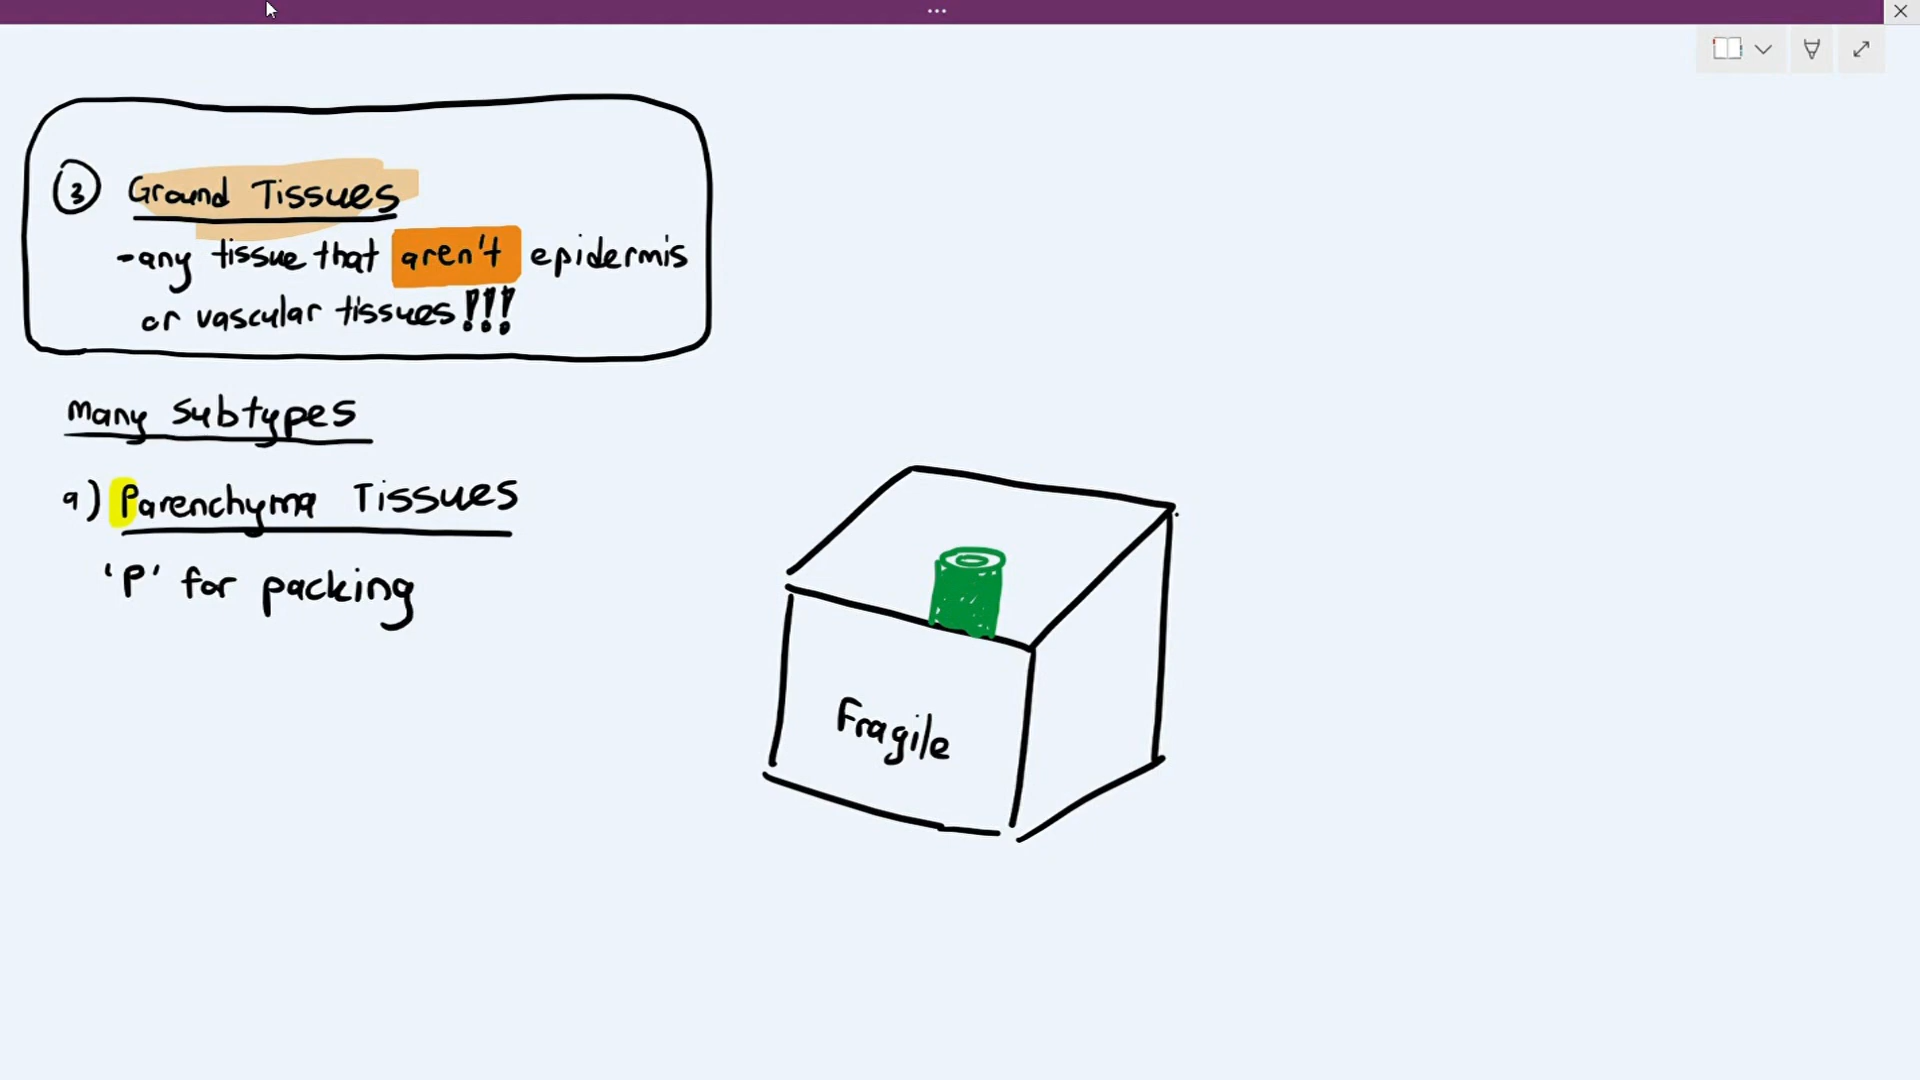 3 Ground Tissues
-any tissue that aren't epidermis
or vascular tissues!!!
Many Subtypes
a) Parenchyma Tissues
'P' for packing
Fragile